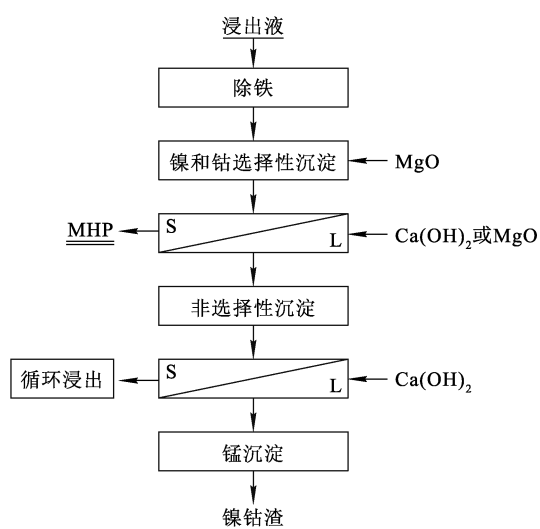 浸出液
除铁
镍和钴选择性沉淀
MgO
MHP
S
L
Ca(OH)₂或MgO
非选择性沉淀
循环浸出
S
L
Ca(OH)₂
锰沉淀
镍钴渣